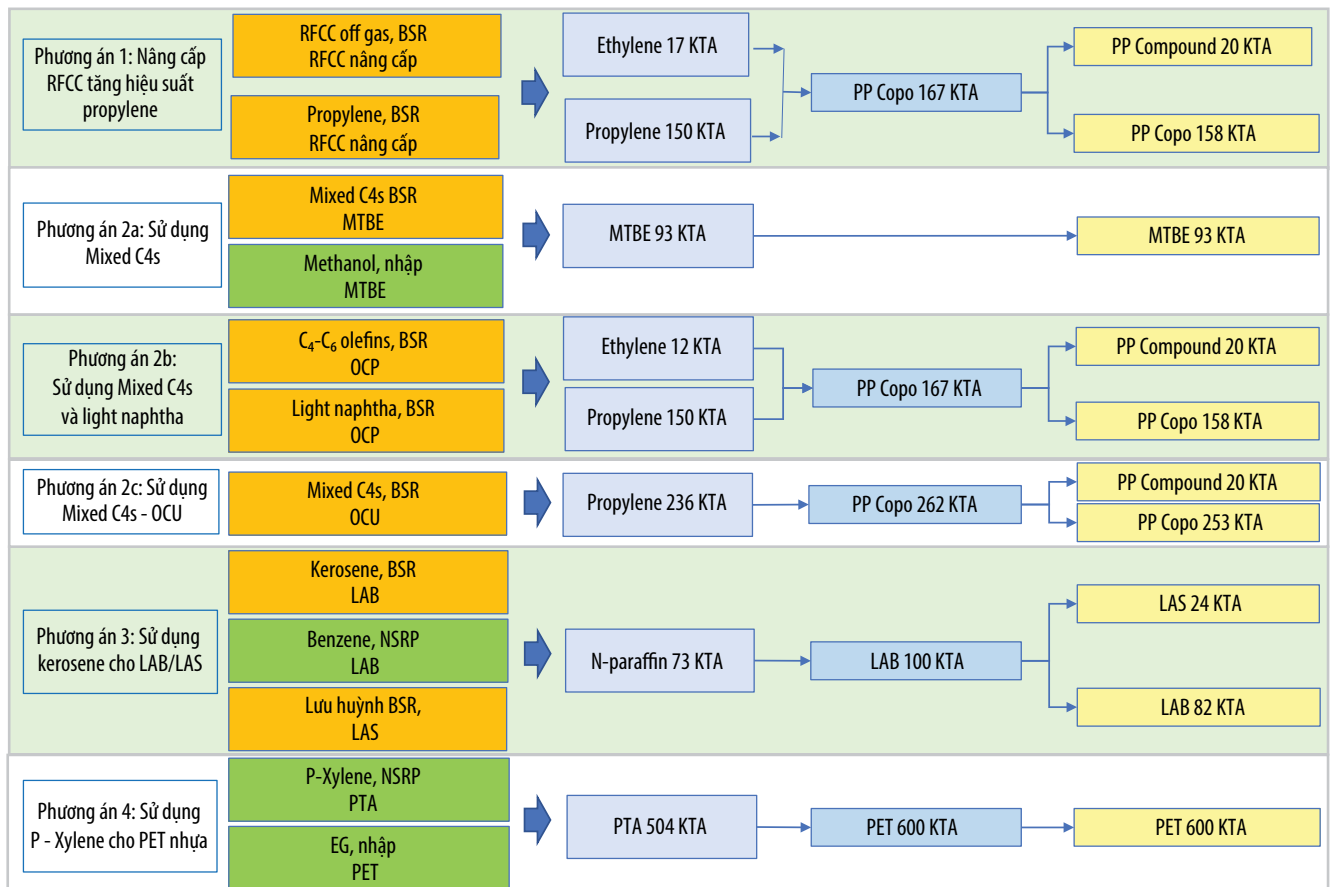 Phương án 1: Nâng cấp
RFCC tăng hiệu suất
propylene
RFCC off gas, BSR
RFCC nâng cấp
Propylene, BSR
RFCC nâng cấp
Ethylene 17 KTA
Propylene 150 KTA
PP Copo 167 KTA
PP Compound 20 KTA
PP Copo 158 KTA
Phương án 2a: Sử dụng
Mixed C4s
Mixed C4s BSR
MTBE
Methanol, nhập
MTBE
MTBE 93 KTA
MTBE 93 KTA
Phương án 2b:
Sử dụng Mixed C4s
và light naphtha
C₄-C₆ olefins, BSR
OCP
Light naphtha, BSR
OCP
Ethylene 12 KTA
Propylene 150 KTA
PP Copo 167 KTA
PP Compound 20 KTA
PP Copo 158 KTA
Phương án 2c: Sử dụng
Mixed C4s - OCU
Mixed C4s, BSR
OCU
Propylene 236 KTA
PP Copo 262 KTA
PP Compound 20 KTA
PP Copo 253 KTA
Phương án 3: Sử dụng
kerosene cho LAB/LAS
Kerosene, BSR
LAB
Benzene, NSRP
LAB
Lưu huỳnh BSR,
LAS
N-paraffin 73 KTA
LAB 100 KTA
LAS 24 KTA
LAB 82 KTA
Phương án 4: Sử dụng
P - Xylene cho PET nhựa
P-Xylene, NSRP
PTA
EG, nhập
PET
PTA 504 KTA
PET 600 KTA
PET 600 KTA